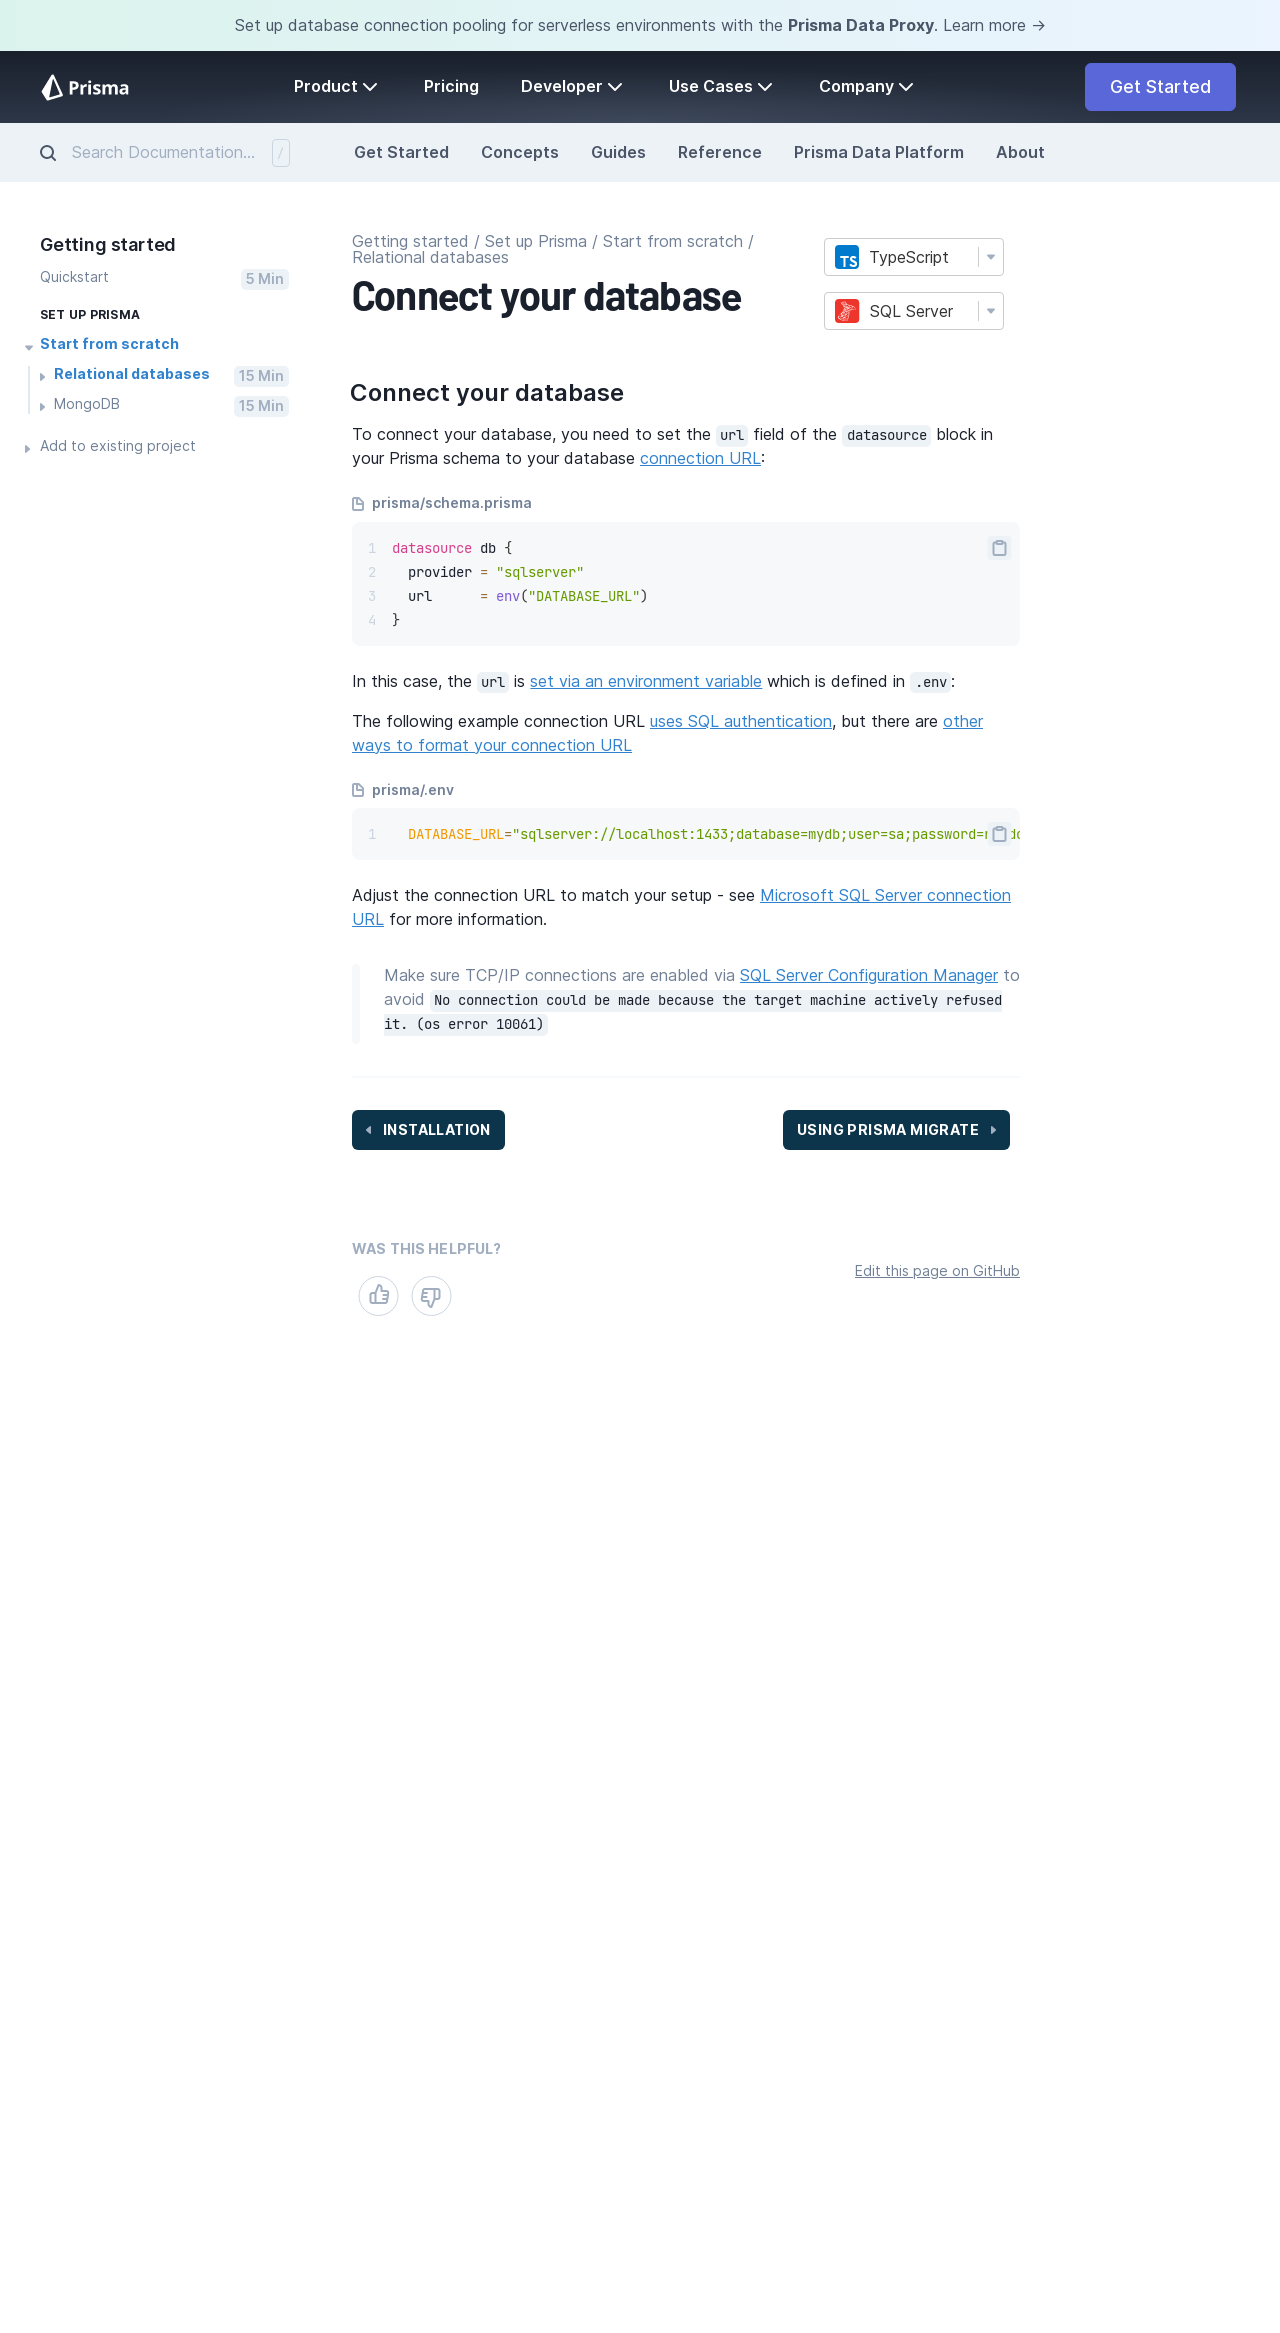 Set up database connection pooling for serverless environments with the Prisma Data Proxy. Learn more →
Prisma
Product
Pricing
Developer
Use Cases
Company
Get Started
Search Documentation...
/
Get Started
Concepts
Guides
Reference
Prisma Data Platform
About
Getting started
Quickstart
5 Min
SET UP PRISMA
Start from scratch
Relational databases
15 Min
MongoDB
15 Min
Add to existing project
Getting started / Set up Prisma / Start from scratch /
Relational databases
Connect your database
TS
TypeScript
SQL Server
Connect your database
To connect your database, you need to set the url field of the datasource block in
your Prisma schema to your database connection URL:
prisma/schema.prisma
1 datasource db {
2   provider = "sqlserver"
3   url      = env("DATABASE_URL")
4 }
In this case, the url is set via an environment variable which is defined in .env:
The following example connection URL uses SQL authentication, but there are other
ways to format your connection URL
prisma/.env
1   DATABASE_URL="sqlserver://localhost:1433;database=mydb;user=sa;password=
Adjust the connection URL to match your setup - see Microsoft SQL Server connection
URL for more information.
Make sure TCP/IP connections are enabled via SQL Server Configuration Manager to
avoid No connection could be made because the target machine actively refused
it. (os error 10061)
INSTALLATION
USING PRISMA MIGRATE
WAS THIS HELPFUL?
Edit this page on GitHub